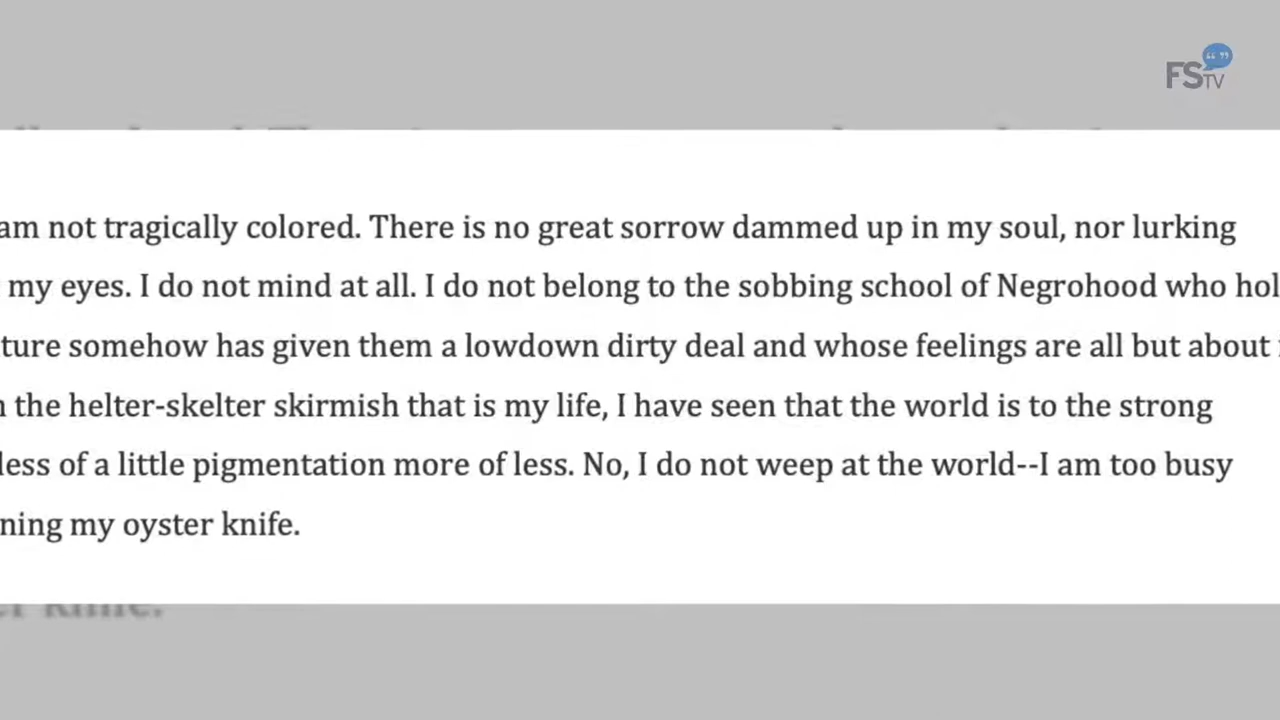 FSTV
am not tragically colored. There is no great sorrow dammed up in my soul, nor lurking
my eyes. I do not mind at all. I do not belong to the sobbing school of Negrohood who hol
ture somehow has given them a lowdown dirty deal and whose feelings are all but about
the helter-skelter skirmish that is my life, I have seen that the world is to the strong
less of a little pigmentation more of less. No, I do not weep at the world--I am too busy
ning my oyster knife.